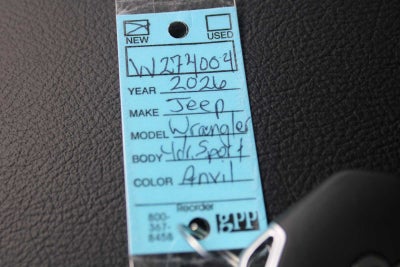 NEW USED
W274004
YEAR 2026
MAKE Jeep
MODEL Wrangler
BODY 4dr. Sport
COLOR Anvil
Reorder
800-
367-
8458
gpp